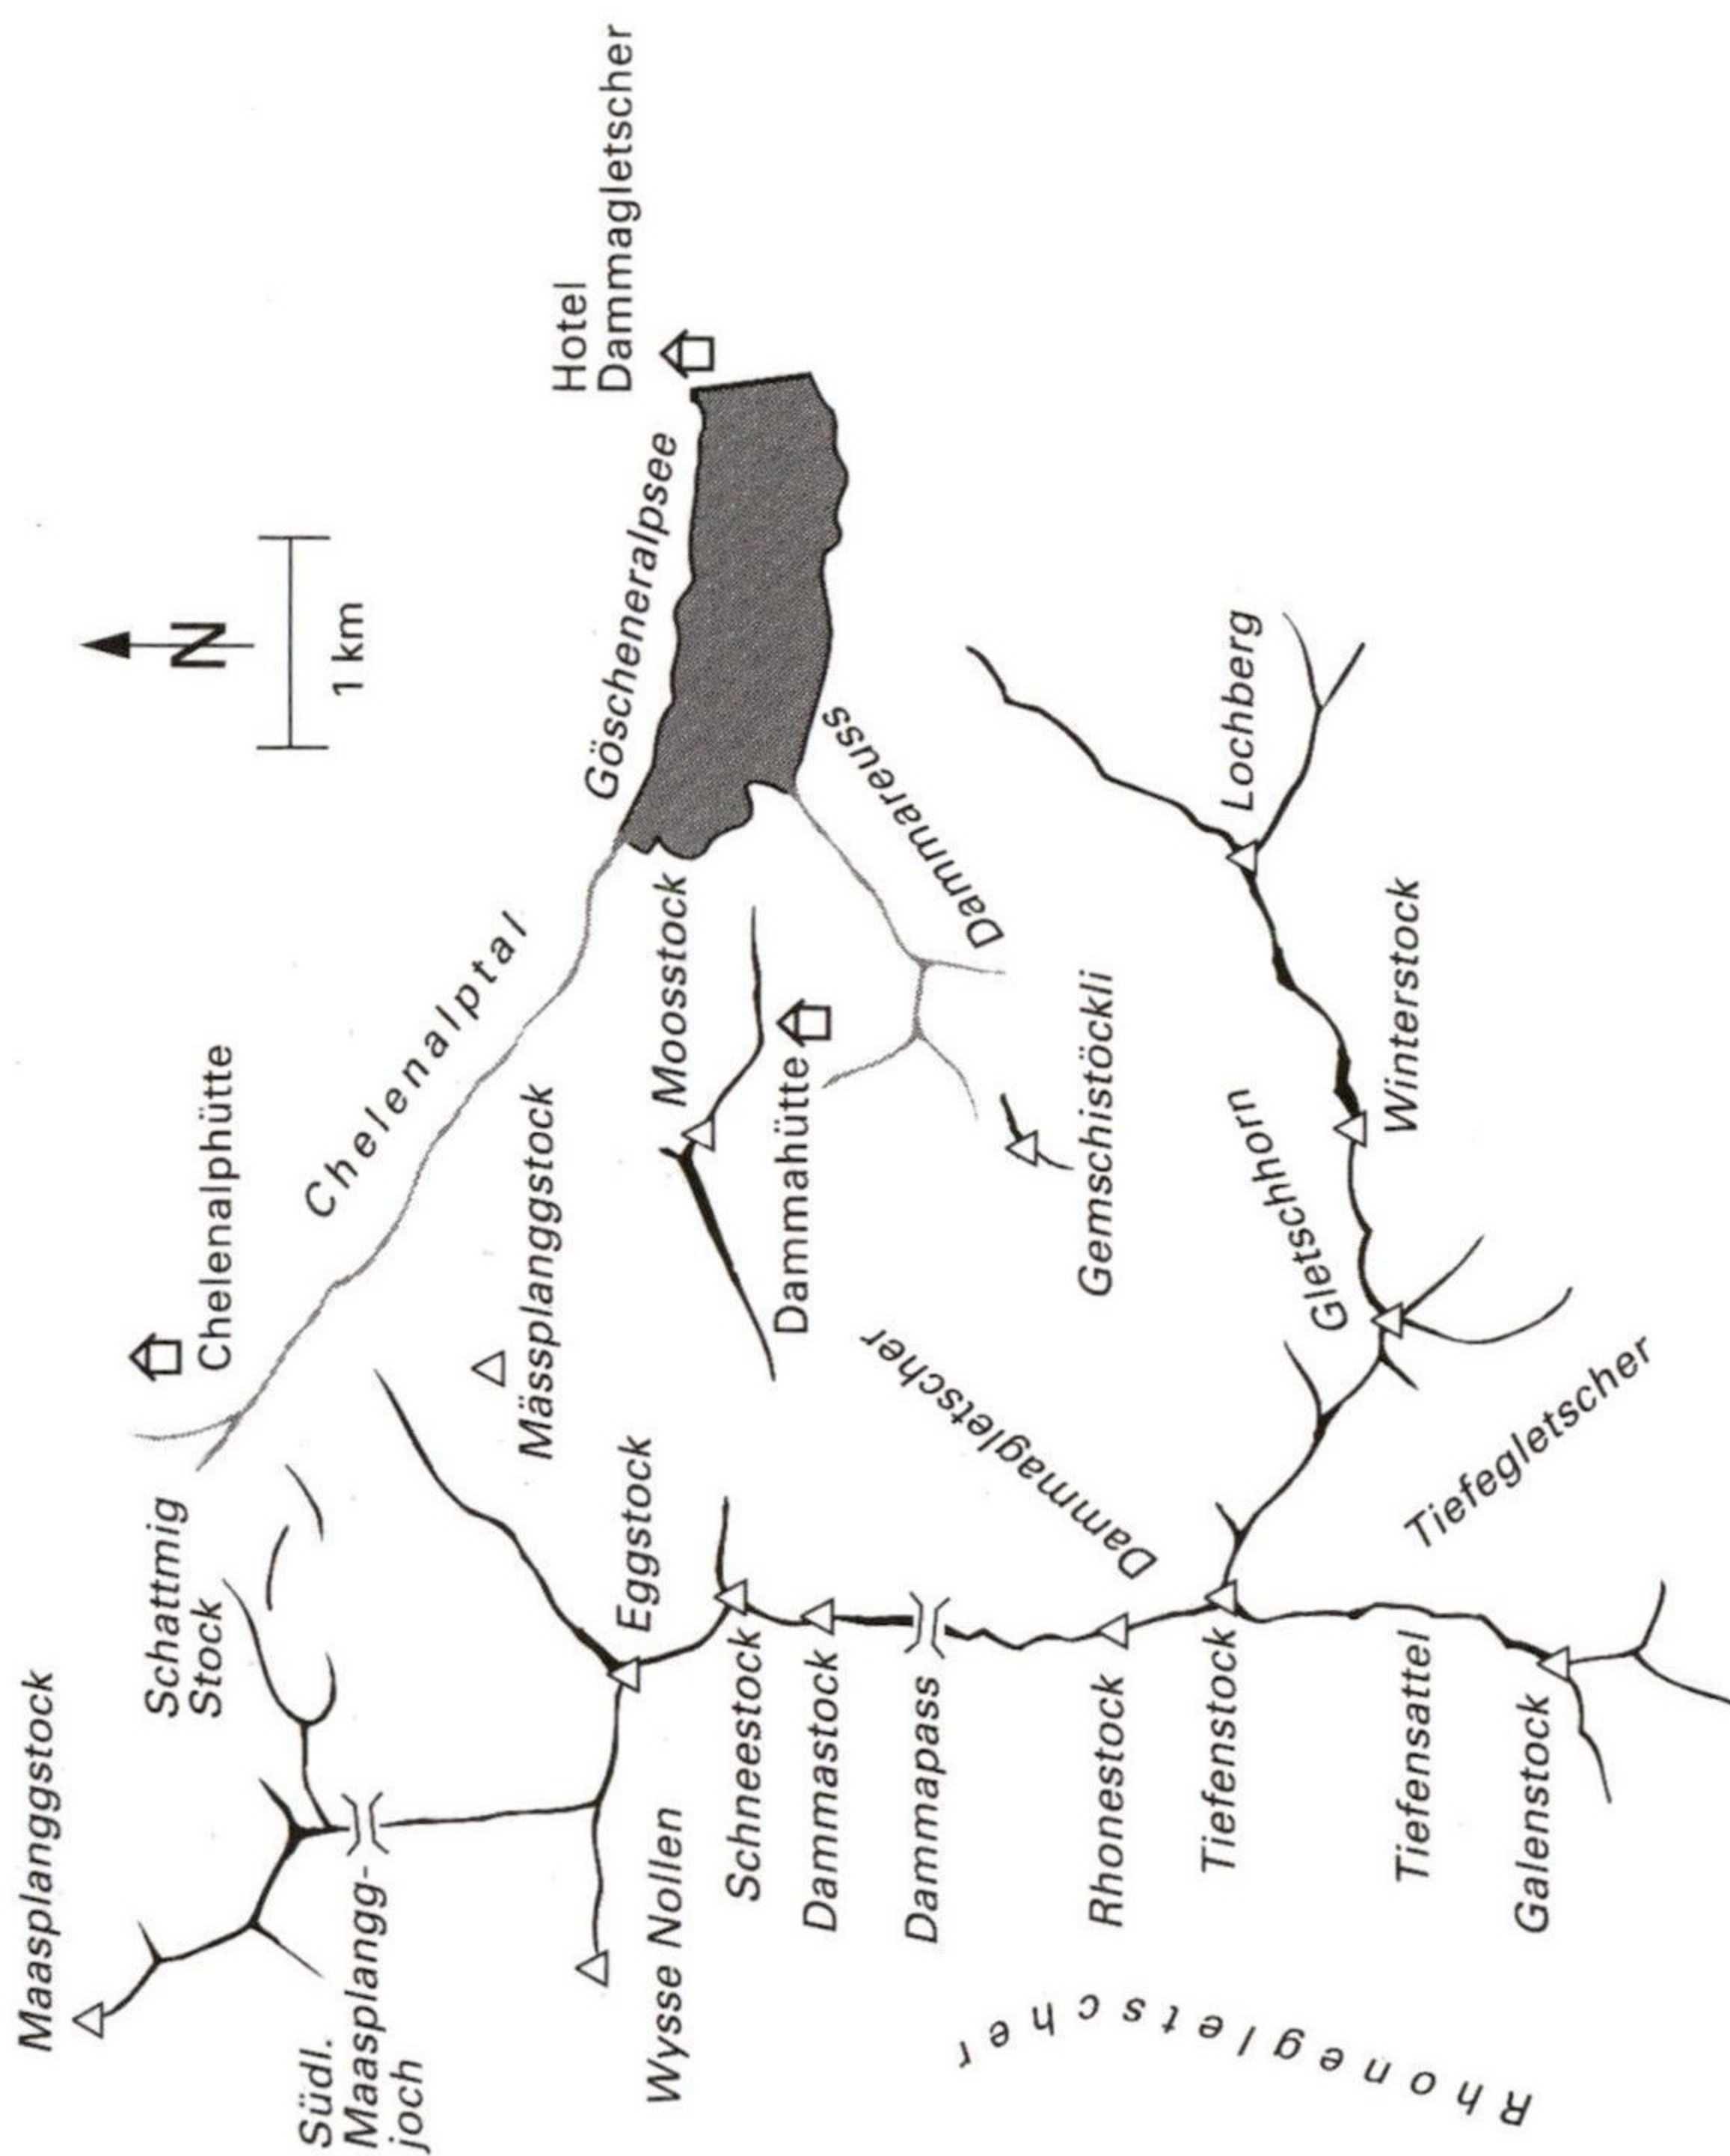 Maasplanggstock
Schattmig
Stock
Chelenalphütte
N
1 km
Südl.
Maasplangg-
joch
Chelenalptal
Mässplanggstock
Göscheneralpsee
Hotel
Dammagletscher
Wysse Nollen
Eggstock
Moosstock
Schneestock
Dammahütte
Dammastock
Dammareuss
Dammapass
Dammagletscher
Gemschistöckli
Rhonestock
Tiefenstock
Gletschhorn
Lochberg
Winterstock
Tiefensattel
Tiefegletscher
Galenstock
Rhonegletscher